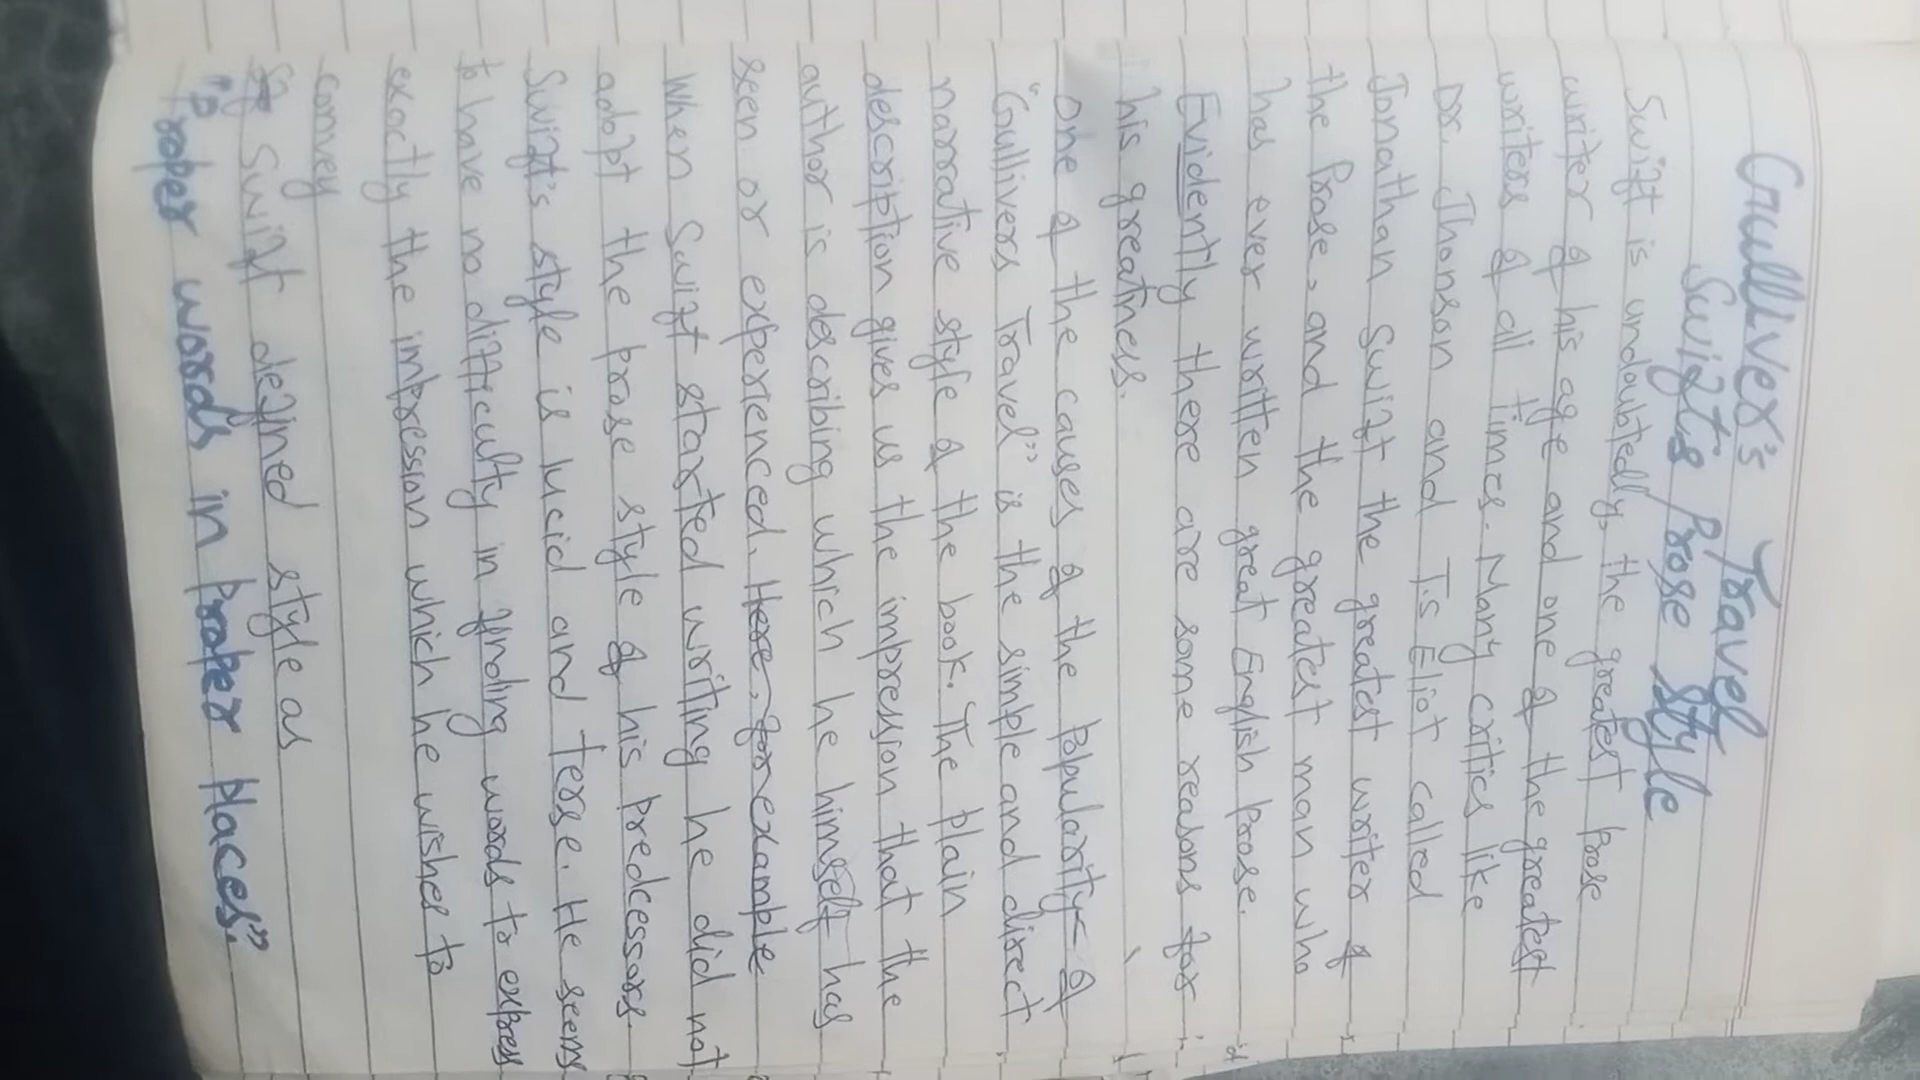 Gulliver's Travel
Swift's Prose Style
Swift is undoubtedly, the greatest Prose
writer of his age and one of the greatest
writers of all times. Many critics like
Dr. Jhonson and T.s Eliot called
Jonathan Swift the greatest writer of
the Prose, and the greatest man who
has ever written great English Prose.
Evidently there are some reasons for
his greatness.
One of the causes of the Popularity of
"Gullivers Travel" is the simple and direct
narrative style of the book. The plain
description gives us the impression that the
author is describing which he himself has
seen or experienced. Here, for example
When Swift started writing he did not
adopt the prose style of his Predecessors.
Swift's style is lucid and terse. He seems
to have no difficulty in finding words to express
exactly the impression which he wishes to
convey
Swift defined style as
"Proper words in Proper Places".